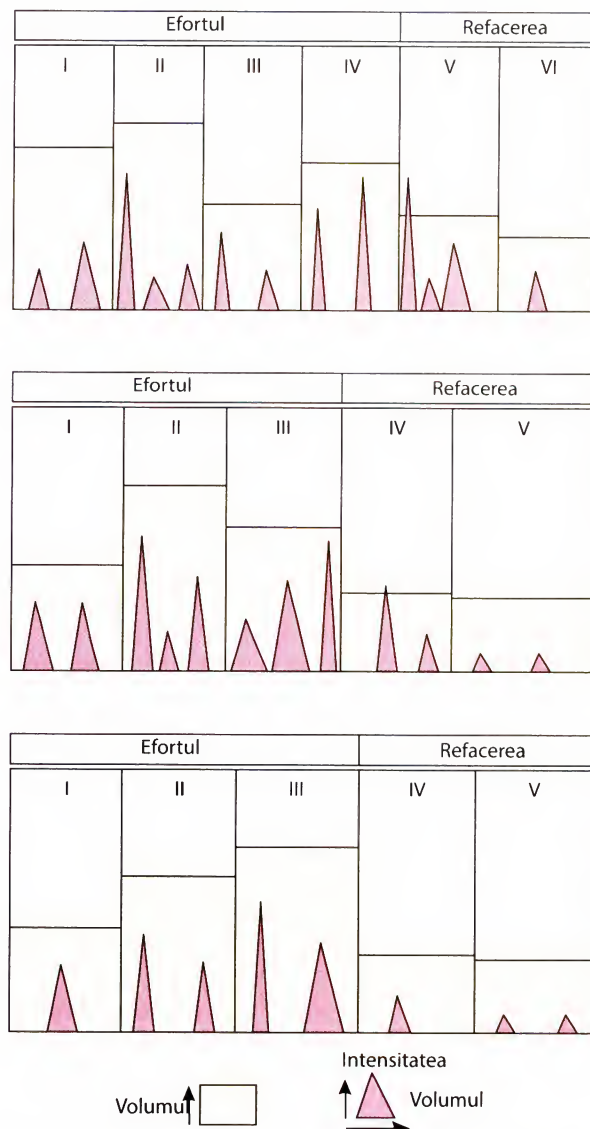 Efortul Refacerea
I II III IV V VI
Efortul Refacerea
I II III IV V
Efortul Refacerea
I II III IV V
Intensitatea
Volumul Volumul